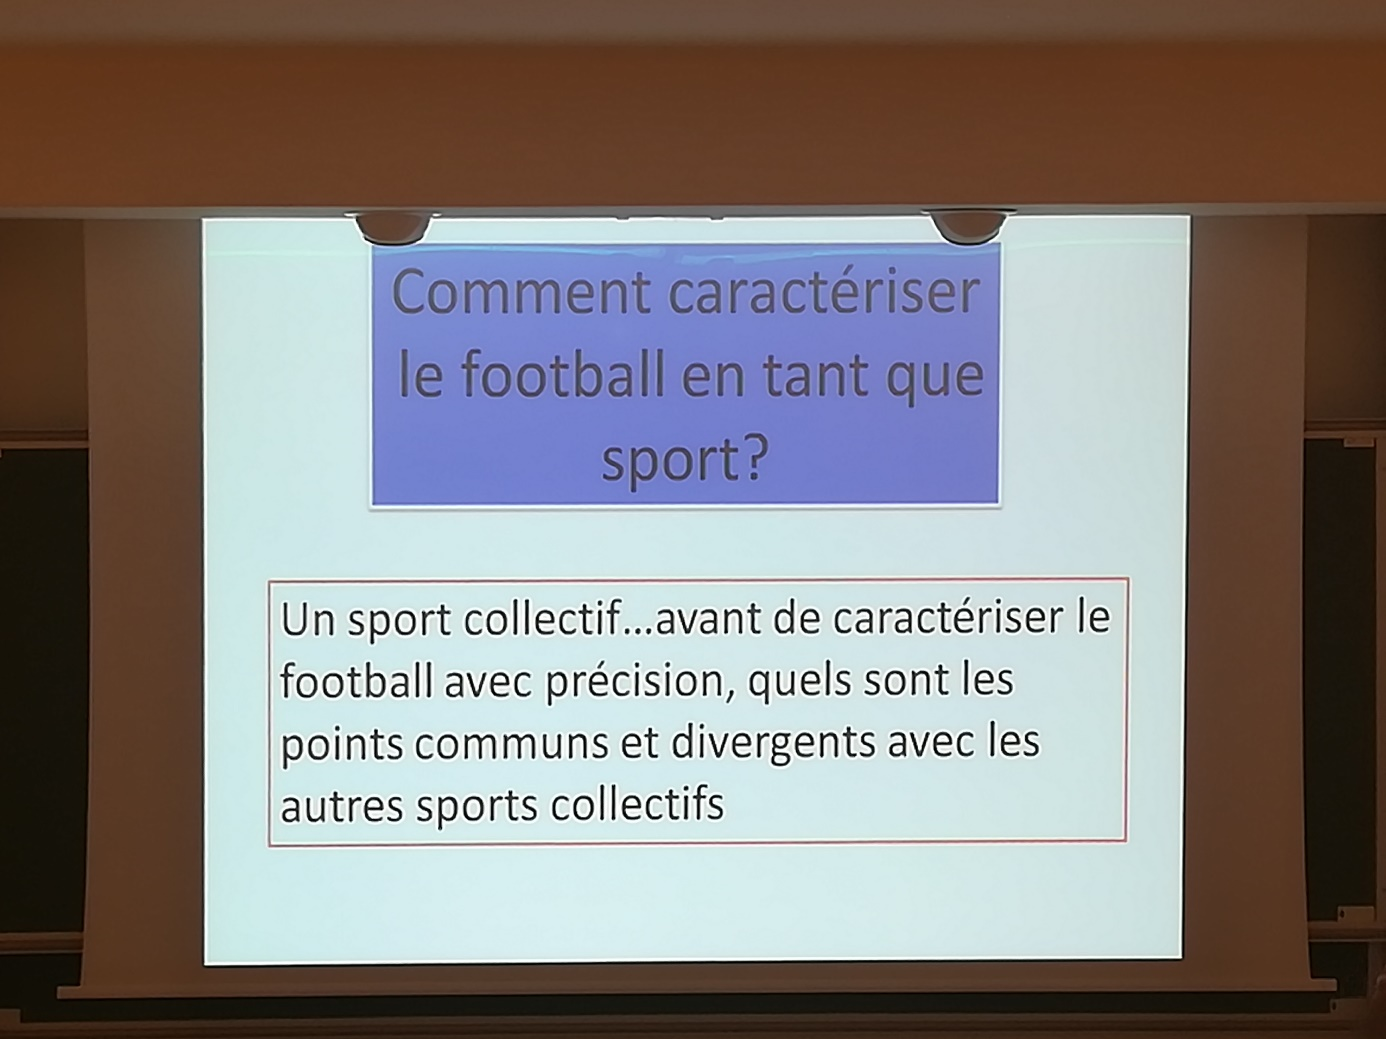 Comment caractériser
le football en tant que
sport?
Un sport collectif...avant de caractériser le
football avec précision, quels sont les
points communs et divergents avec les
autres sports collectifs